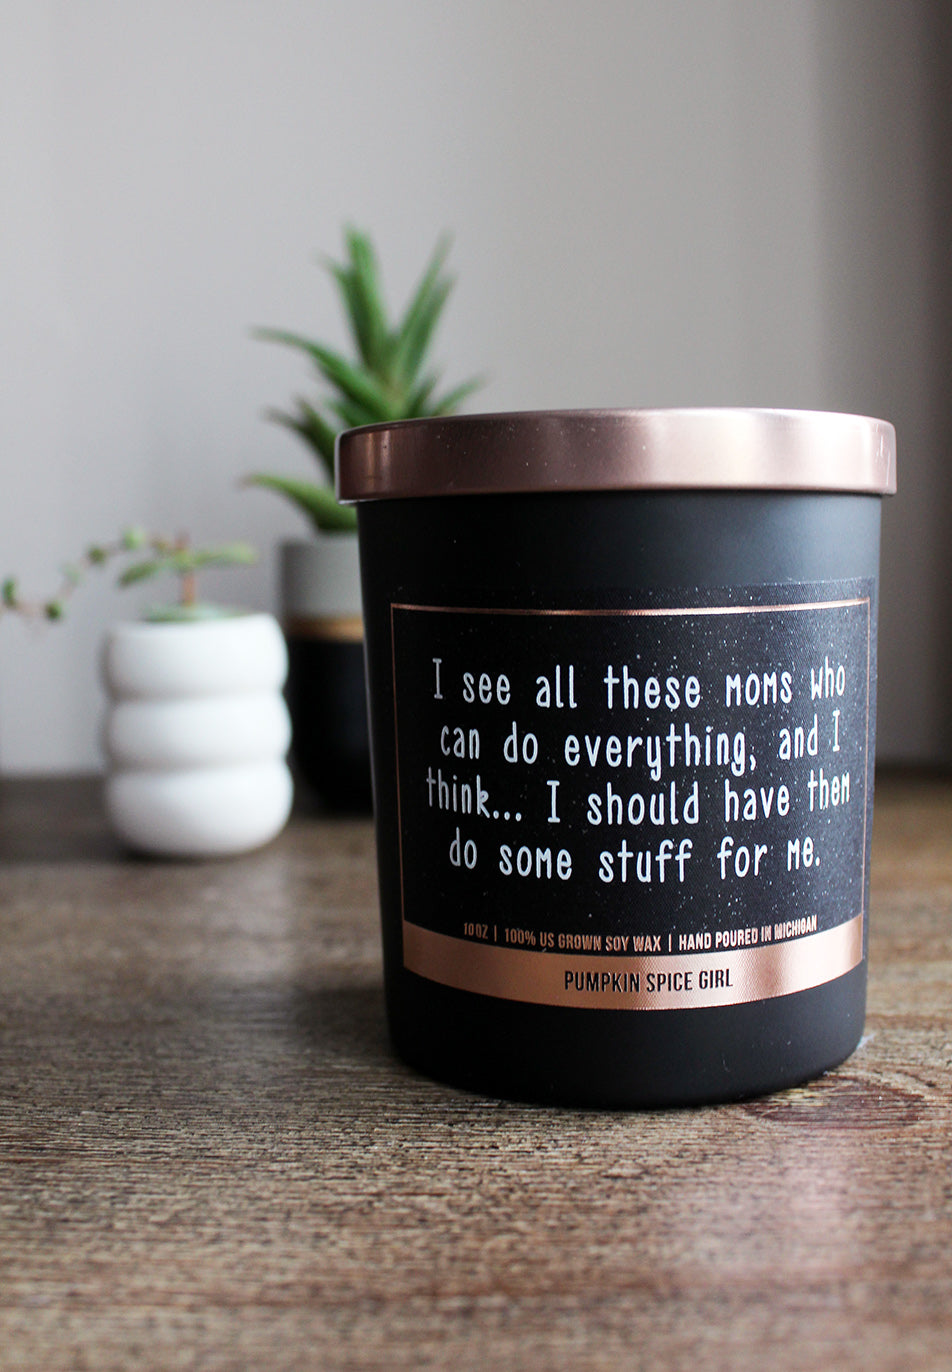 I see all these moms who
can do everything, and I
think... I should have them
do some stuff for me.
10OZ | 100% US GROWN SOY WAX | HAND POURED IN MICHIGAN
PUMPKIN SPICE GIRL